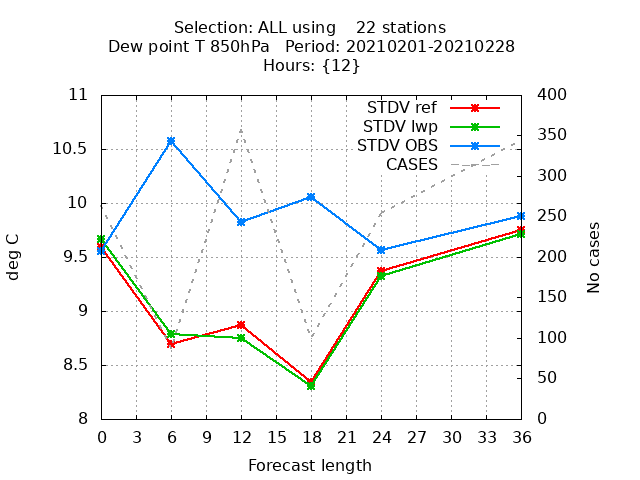 Selection: ALL using    22 stations
Dew point T 850hPa   Period: 20210201-20210228
Hours: {12}
STDV ref
STDV lwp
STDV OBS
CASES
deg C
11
10.5
10
9.5
9
8.5
8
No cases
400
350
300
250
200
150
100
50
0
0 3 6 9 12 15 18 21 24 27 30 33 36
Forecast length